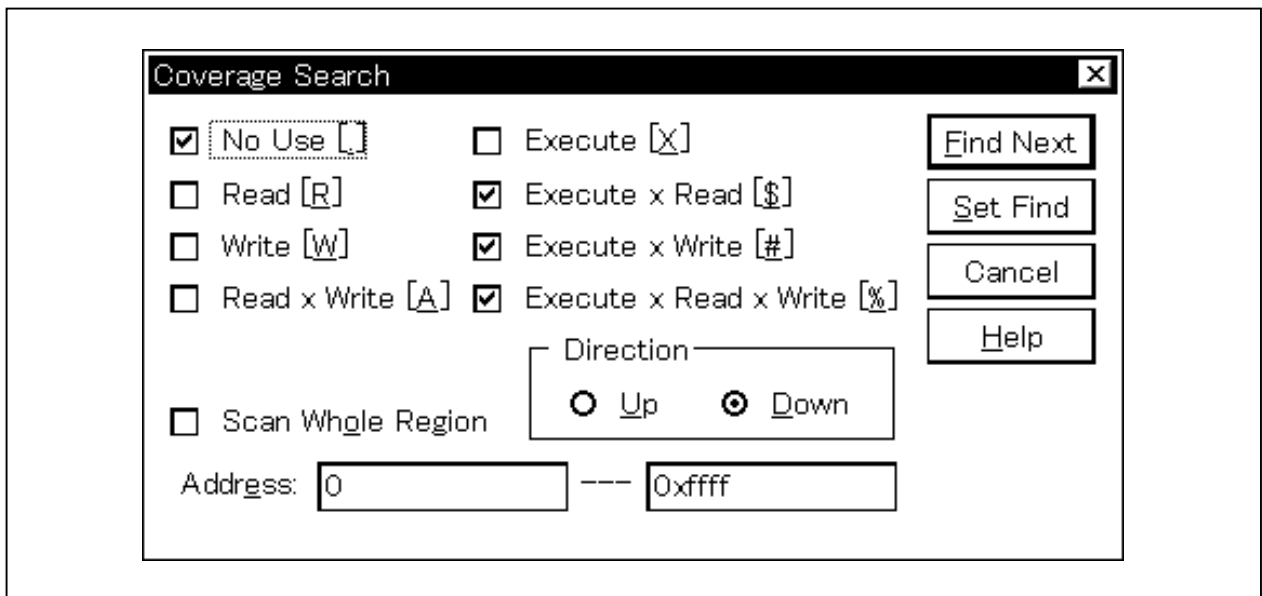 Coverage Search
No Use [.] Execute [X] Find Next
Read [R] Execute x Read [$] Set Find
Write [W] Execute x Write [#] Cancel
Read x Write [A] Execute x Read x Write [%] Help
Direction
Up Down
Scan Whole Region
Address: 0 --- 0xffff